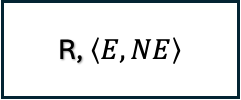 R, ⟨E, NE⟩